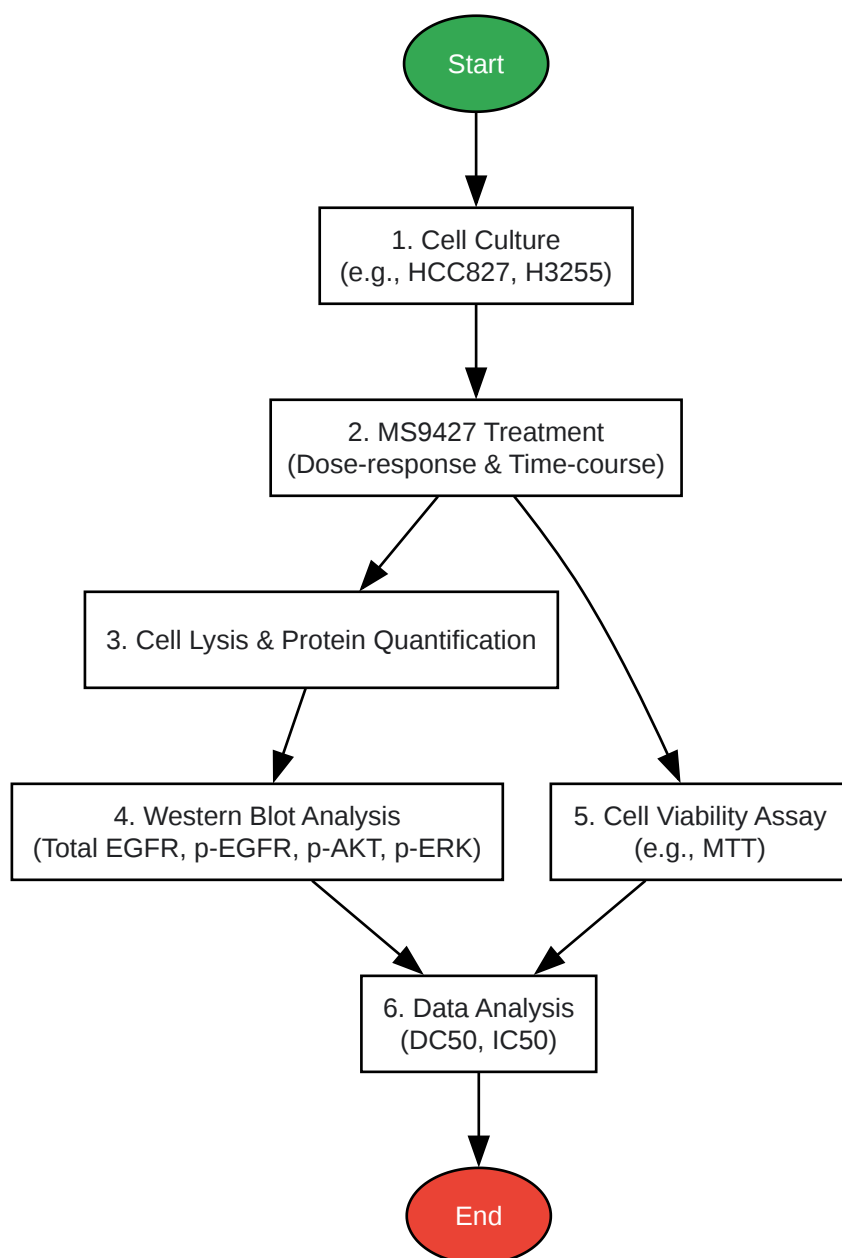 Start
1. Cell Culture
(e.g., HCC827, H3255)
2. MS9427 Treatment
(Dose-response & Time-course)
3. Cell Lysis & Protein Quantification
4. Western Blot Analysis
(Total EGFR, p-EGFR, p-AKT, p-ERK)
5. Cell Viability Assay
(e.g., MTT)
6. Data Analysis
(DC50, IC50)
End